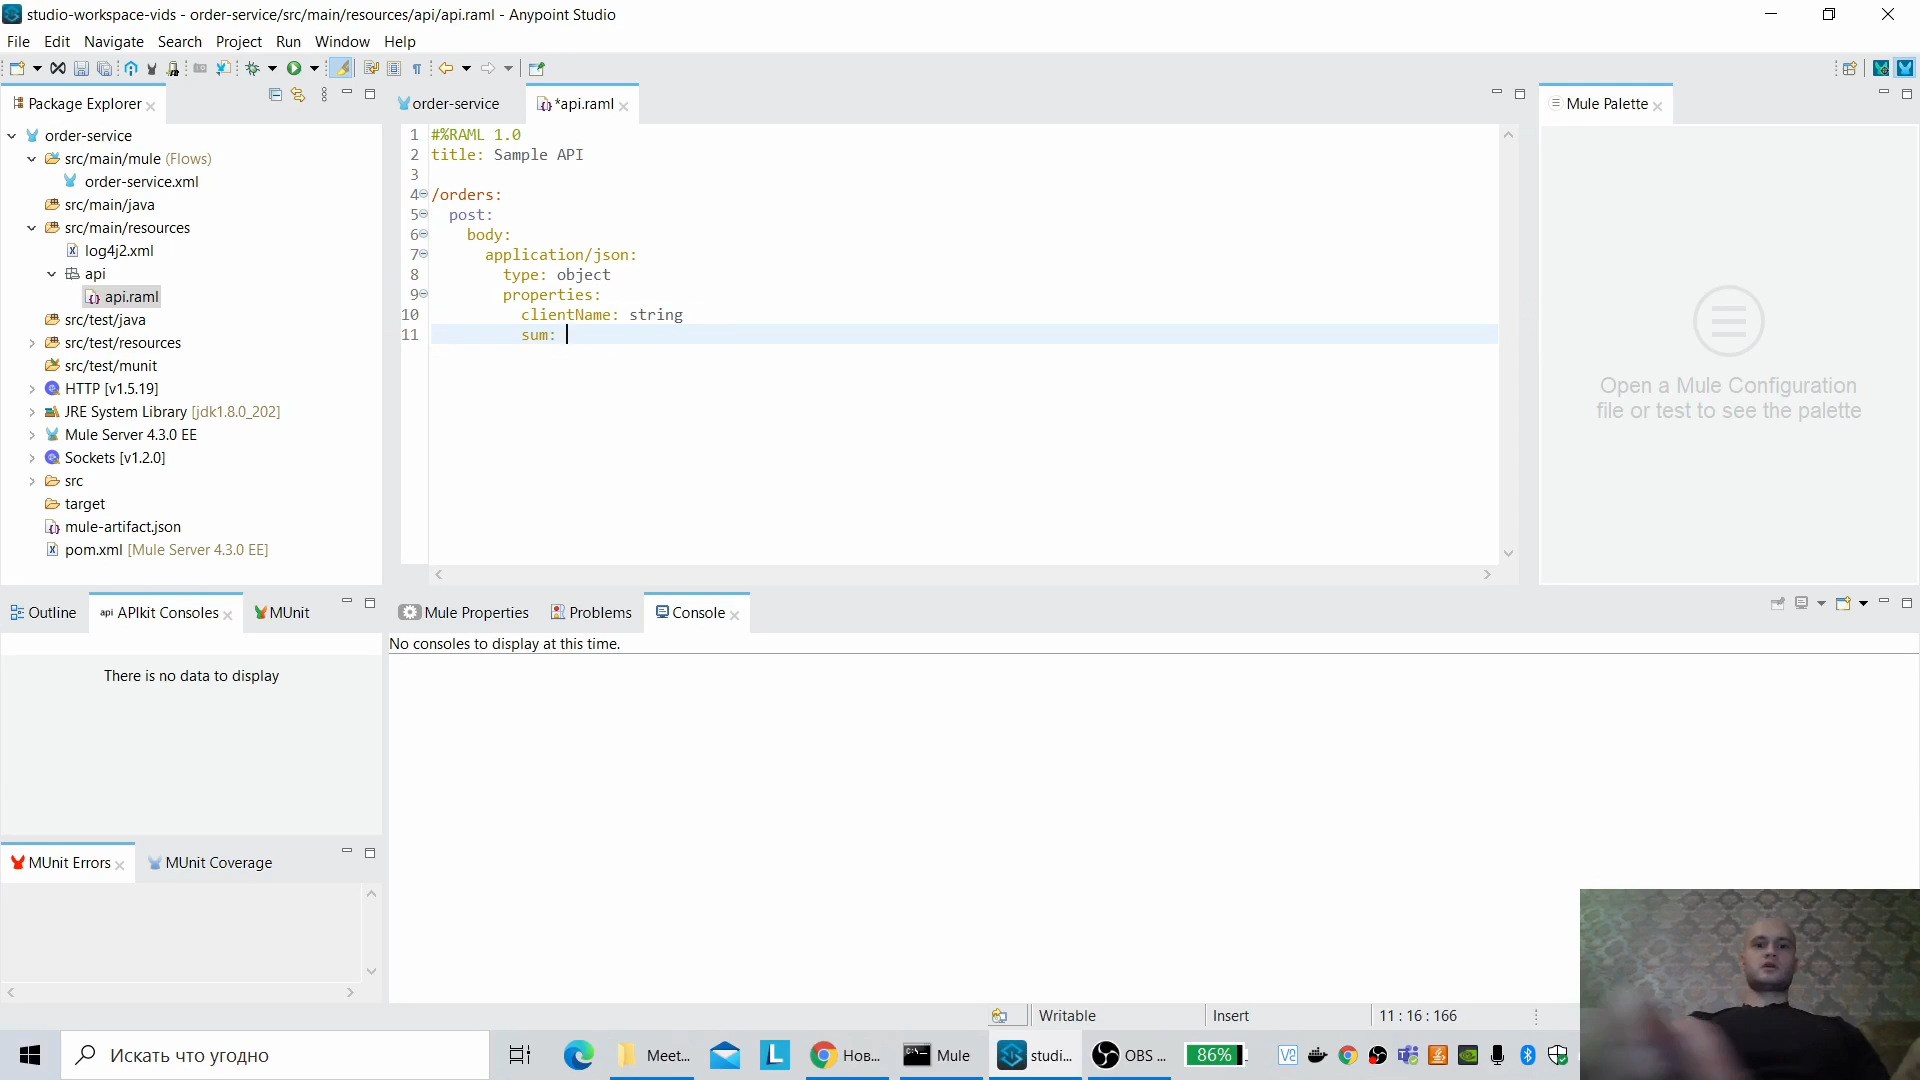 studio-workspace-vids - order-service/src/main/resources/api/api.raml - Anypoint Studio
File Edit Navigate Search Project Run Window Help
Package Explorer
order-service
*api.raml
Mule Palette
order-service
src/main/mule (Flows)
order-service.xml
src/main/java
src/main/resources
log4j2.xml
api
api.raml
src/test/java
src/test/resources
src/test/munit
HTTP [v1.5.19]
JRE System Library [jdk1.8.0_202]
Mule Server 4.3.0 EE
Sockets [v1.2.0]
src
target
mule-artifact.json
pom.xml [Mule Server 4.3.0 EE]
1 #%RAML 1.0
2 title: Sample API
3
4 /orders:
5 post:
6 body:
7 application/json:
8 type: object
9 properties:
10 clientName: string
11 sum:
Open a Mule Configuration
file or test to see the palette
Outline
api APIkit Consoles
MUnit
There is no data to display
Mule Properties
Problems
Console
No consoles to display at this time.
MUnit Errors
MUnit Coverage
Writable
Insert
11 : 16 : 166
Искать что угодно
Meet...
L
Нов...
Mule
studi...
OBS ...
86%